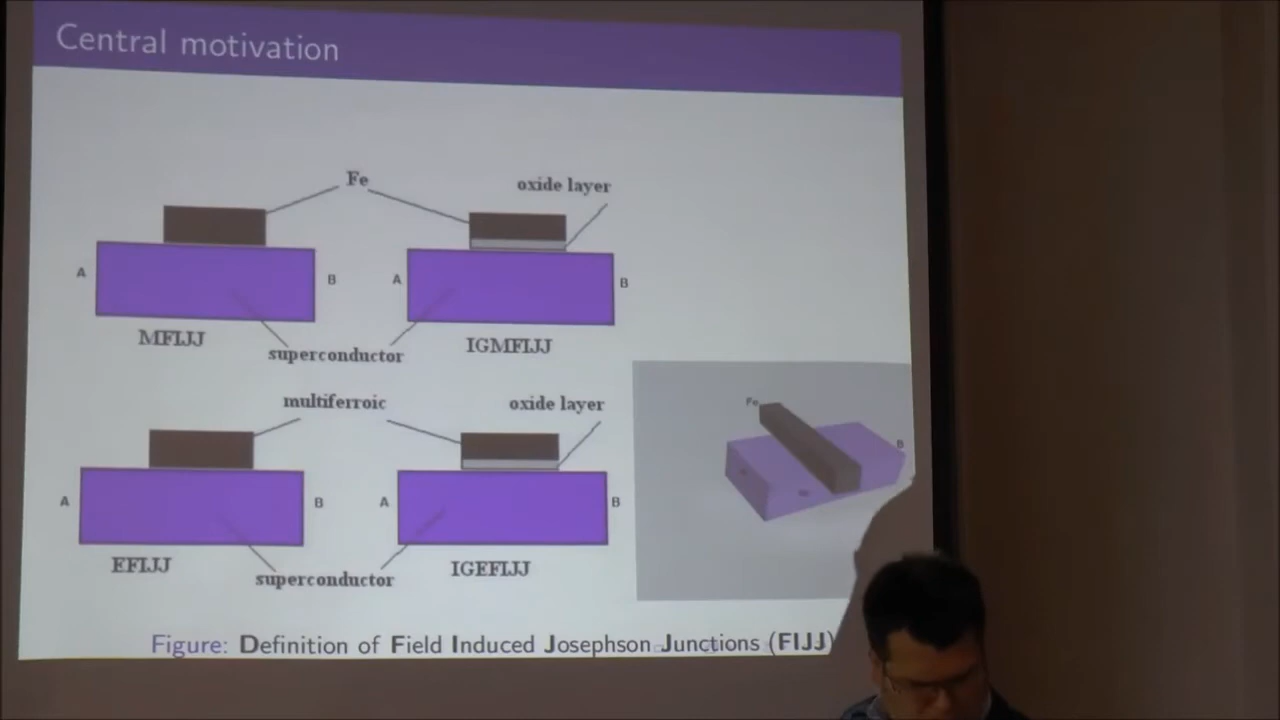 Central motivation
Fe
oxide layer
A
B
A
B
MFIJJ
IGMFIJJ
superconductor
multiferroic
oxide layer
Fe
B
A
B
A
B
EFIJJ
IGEFIJJ
superconductor
Figure: Definition of Field Induced Josephson Junctions (FIJJ)